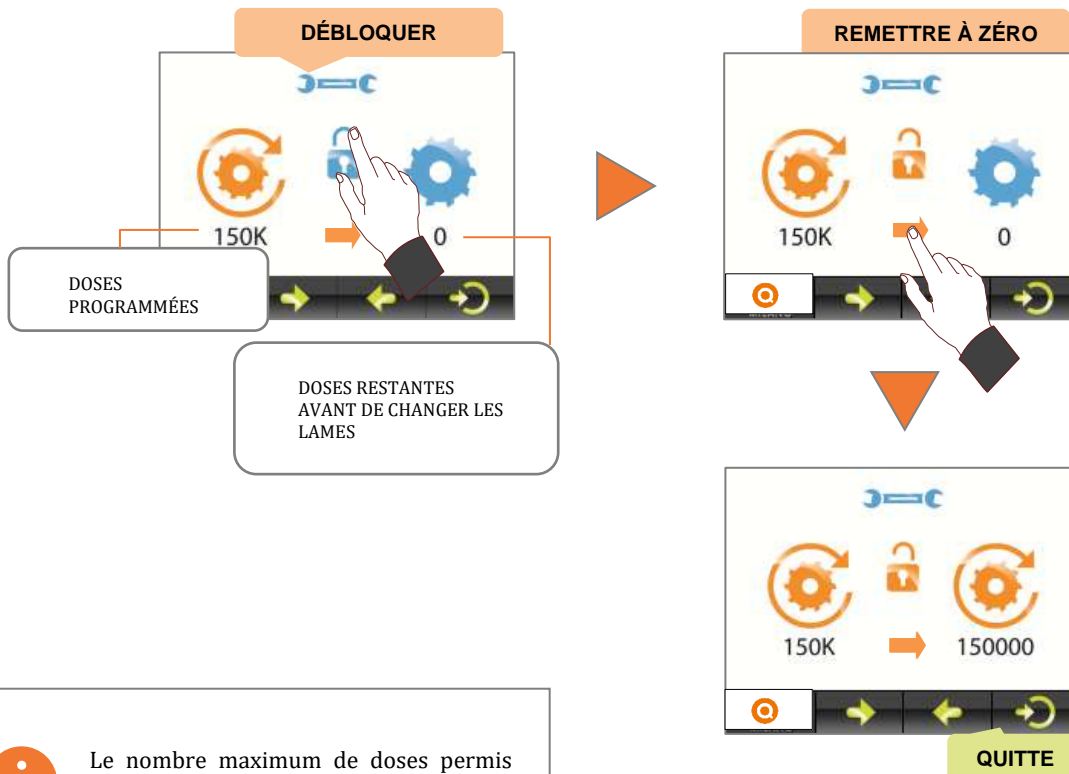 DÉBLOQUER
150K
0
DOSES
PROGRAMMÉES
DOSES RESTANTES
AVANT DE CHANGER LES
LAMES
REMETTRE À ZÉRO
150K
0
150K
150000
QUITTE
Le nombre maximum de doses permis